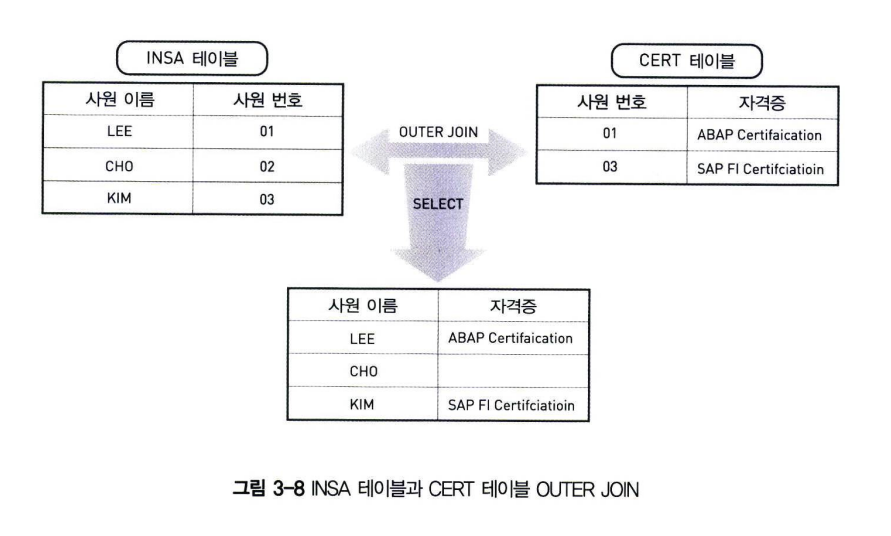 INSA 테이블
사원 이름 사원 번호
LEE 01
CHO 02
KIM 03
OUTER JOIN
SELECT
CERT 테이블
사원 번호 자격증
01 ABAP Certifaication
03 SAP FI Certifciatioin
사원 이름 자격증
LEE ABAP Certifaication
CHO
KIM SAP FI Certifciatioin
그림 3-8 INSA 테이블과 CERT 테이블 OUTER JOIN